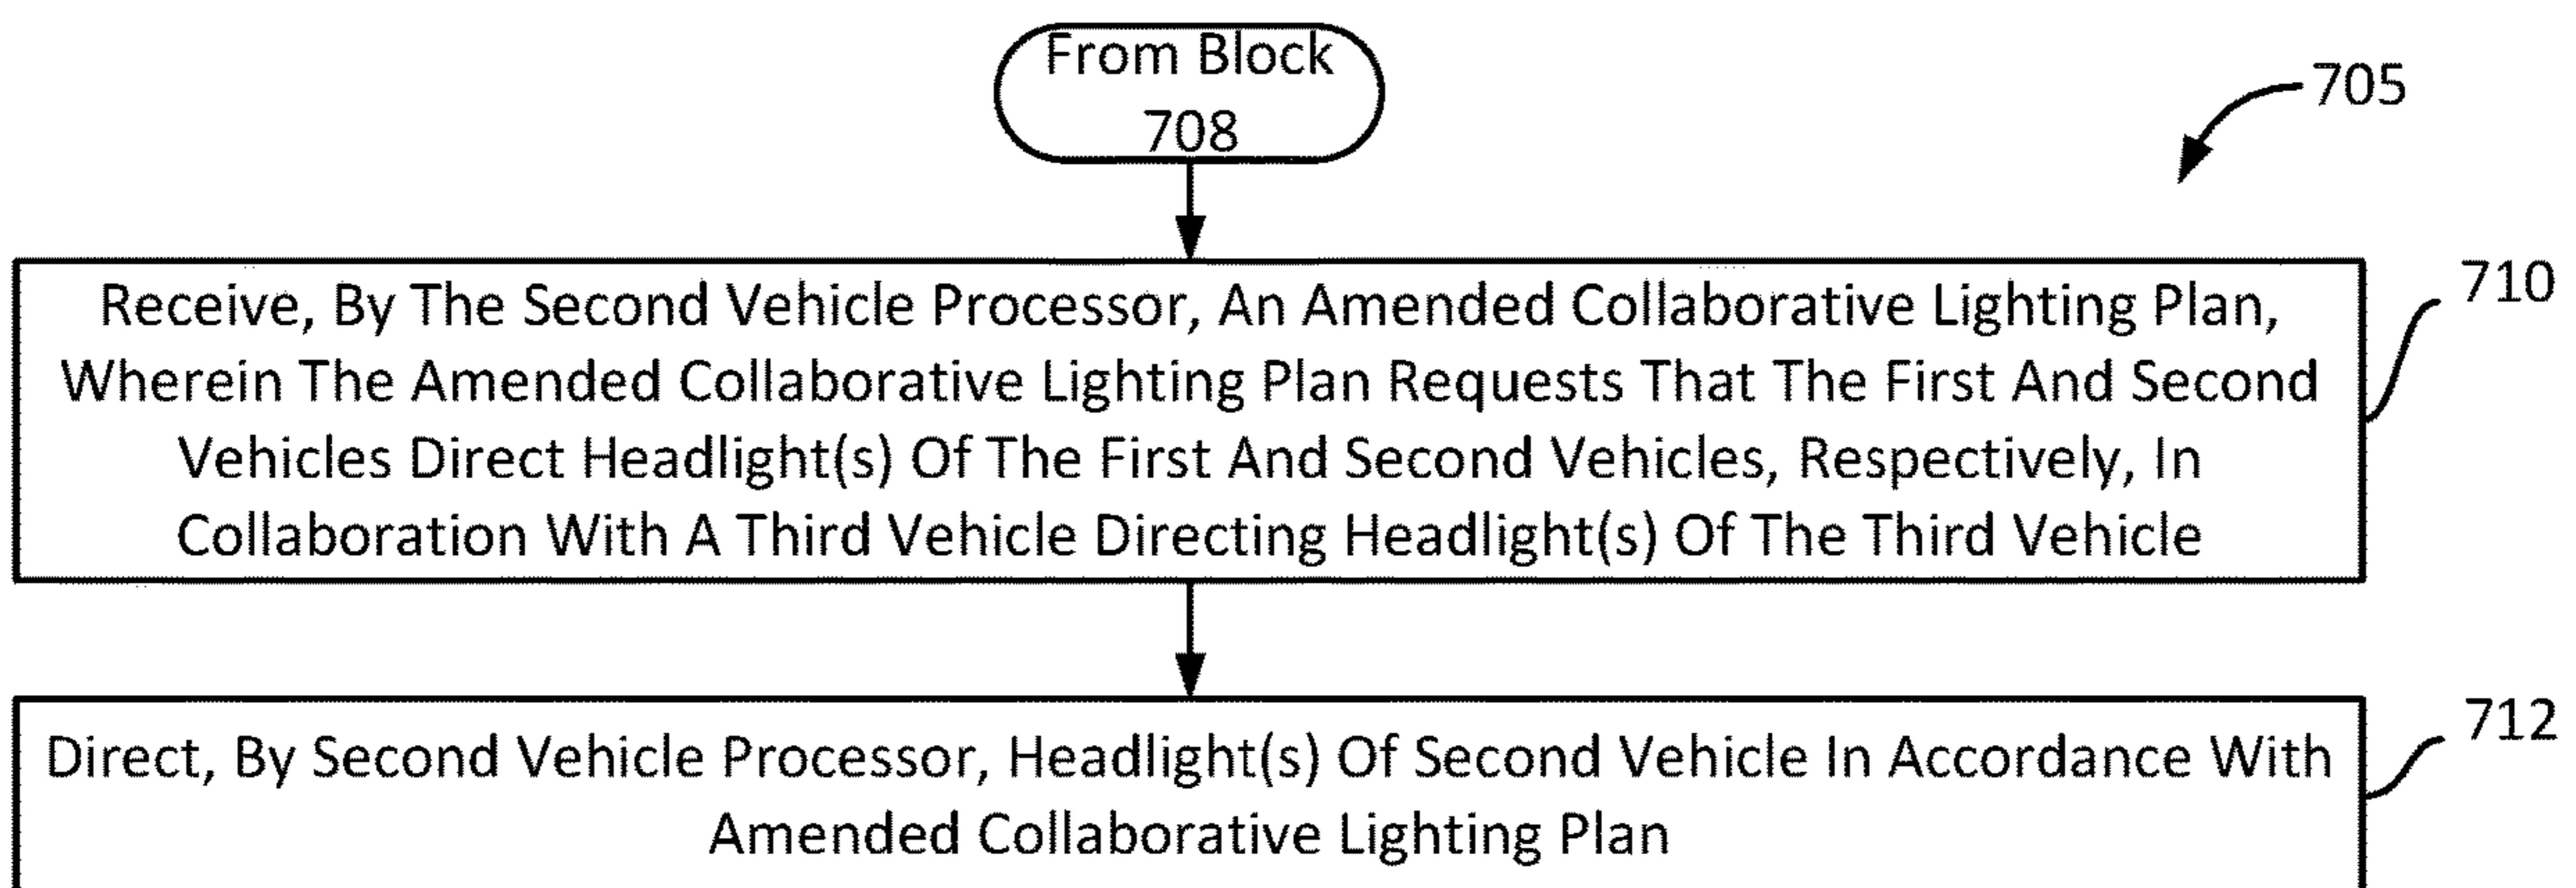 From Block
708
705
Receive, By The Second Vehicle Processor, An Amended Collaborative Lighting Plan,
Wherein The Amended Collaborative Lighting Plan Requests That The First And Second
Vehicles Direct Headlight(s) Of The First And Second Vehicles, Respectively, In
Collaboration With A Third Vehicle Directing Headlight(s) Of The Third Vehicle
710
Direct, By Second Vehicle Processor, Headlight(s) Of Second Vehicle In Accordance With
Amended Collaborative Lighting Plan
712